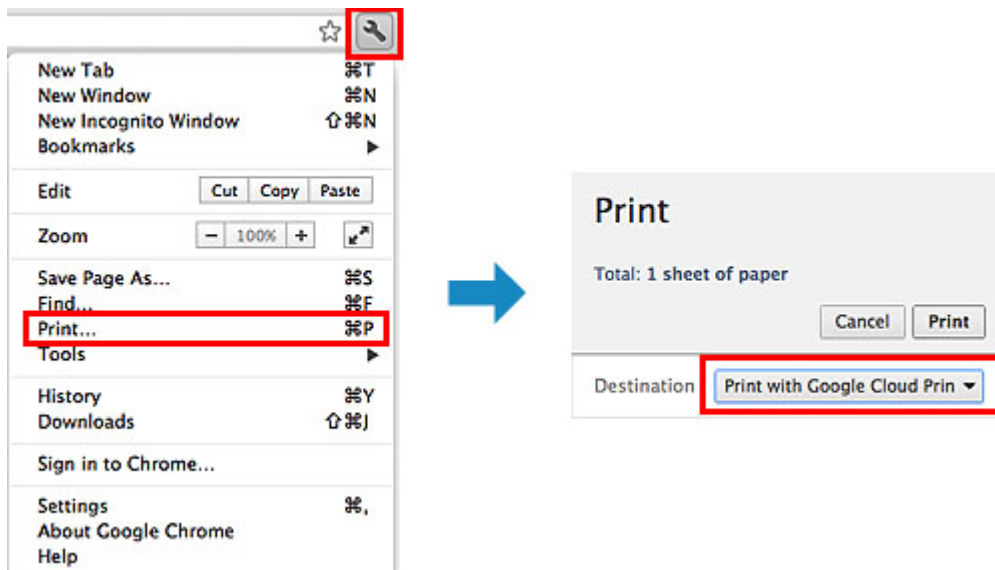 New Tab ⌘T
New Window ⌘N
New Incognito Window ⇧⌘N
Bookmarks ▶
Edit Cut Copy Paste
Zoom − 100% +
Save Page As... ⌘S
Find... ⌘F
Print... ⌘P
Tools ▶
History ⌘Y
Downloads ⇧⌘J
Sign in to Chrome...
Settings ⌘,
About Google Chrome
Help
Print
Total: 1 sheet of paper
Cancel Print
Destination Print with Google Cloud Prin